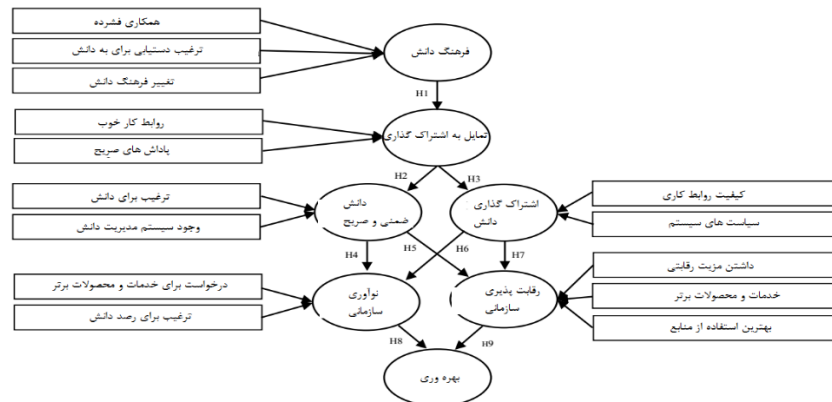 همکاری فشرده
ترغیب دستیابی برای به دانش
تغییر فرهنگ دانش
فرهنگ دانش
H1
روابط کار خوب
پاداش های صریح
تمایل به اشتراک گذاری
H2
H3
ترغیب برای دانش
وجود سیستم مدیریت دانش
دانش
ضمنی و صریح
اشتراک گذاری
دانش
کیفیت روابط کاری
سیاست های سیستم
H4
H5
H6
H7
درخواست برای خدمات و محصولات برتر
ترغیب برای رصد دانش
نوآوری
سازمانی
رقابت پذیری
سازمانی
داشتن مزیت رقابتی
خدمات و محصولات برتر
بهترین استفاده از منابع
H8
H9
بهره وری